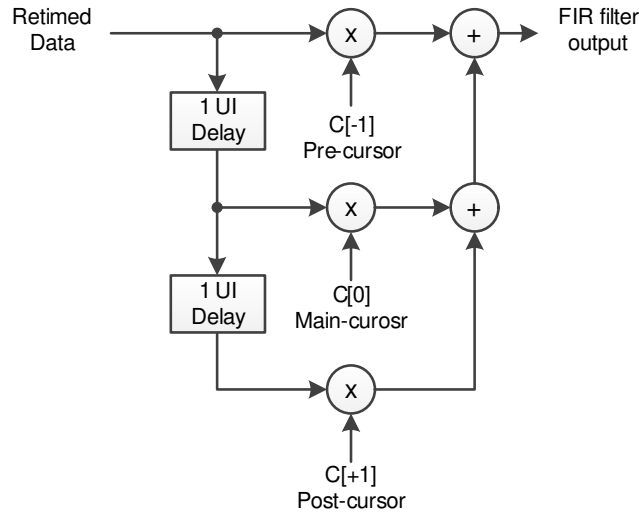 Retimed
Data
x
+
FIR filter
output
1 UI
Delay
C[-1]
Pre-cursor
x
+
1 UI
Delay
C[0]
Main-curosr
x
C[+1]
Post-cursor